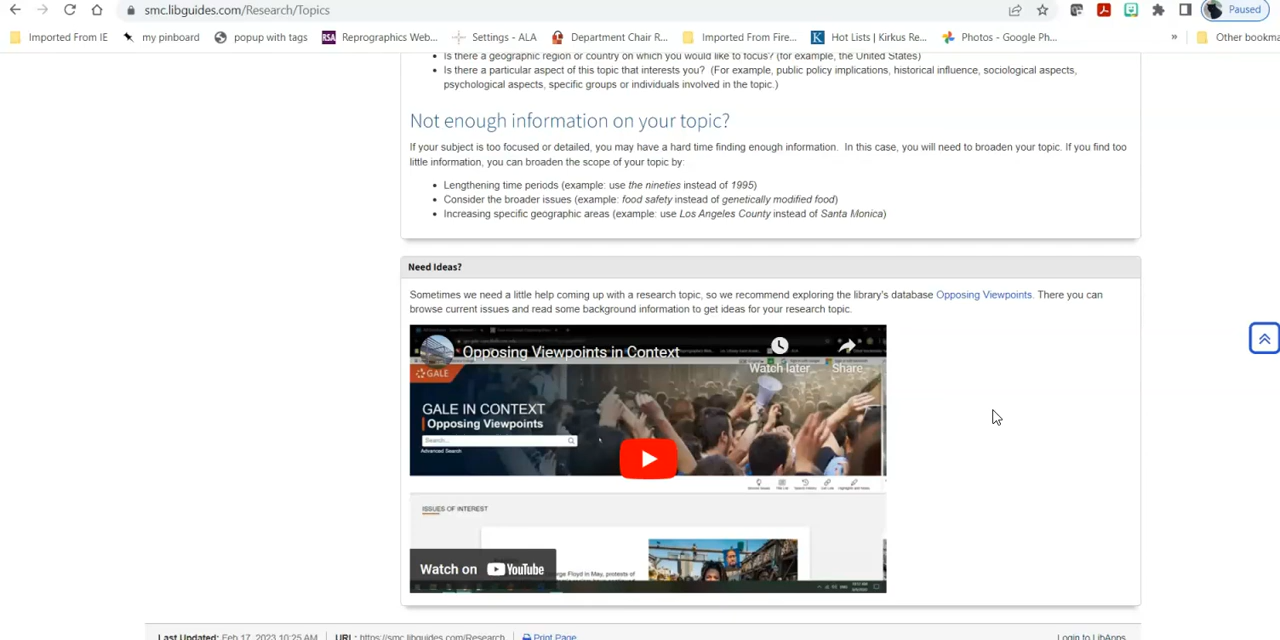 smc.libguides.com/Research/Topics
Paused
Imported From IE
my pinboard
popup with tags
RSA Reprographics Web...
Settings - ALA
Department Chair R...
Imported From Fire...
K Hot Lists | Kirkus Re...
Photos - Google Ph...
»
Other bookma
Is there a geographic region or country on which you would like to focus? (for example, the United States)
Is there a particular aspect of this topic that interests you? (For example, public policy implications, historical influence, sociological aspects,
psychological aspects, specific groups or individuals involved in the topic.)
Not enough information on your topic?
If your subject is too focused or detailed, you may have a hard time finding enough information. In this case, you will need to broaden your topic. If you find too
little information, you can broaden the scope of your topic by:
Lengthening time periods (example: use the nineties instead of 1995)
Consider the broader issues (example: food safety instead of genetically modified food)
Increasing specific geographic areas (example: use Los Angeles County instead of Santa Monica)
Need Ideas?
Sometimes we need a little help coming up with a research topic, so we recommend exploring the library's database Opposing Viewpoints. There you can
browse current issues and read some background information to get ideas for your research topic.
Opposing Viewpoints in Context
Watch later
Share
GALE
GALE IN CONTEXT
Opposing Viewpoints
Search...
Advanced Search
ISSUES OF INTEREST
George Floyd in May, protests of
Watch on YouTube
Last Updated: Feb 17, 2023 10:25 AM
URL: https://smc.libguides.com/Research
Print Page
Login to LibApps